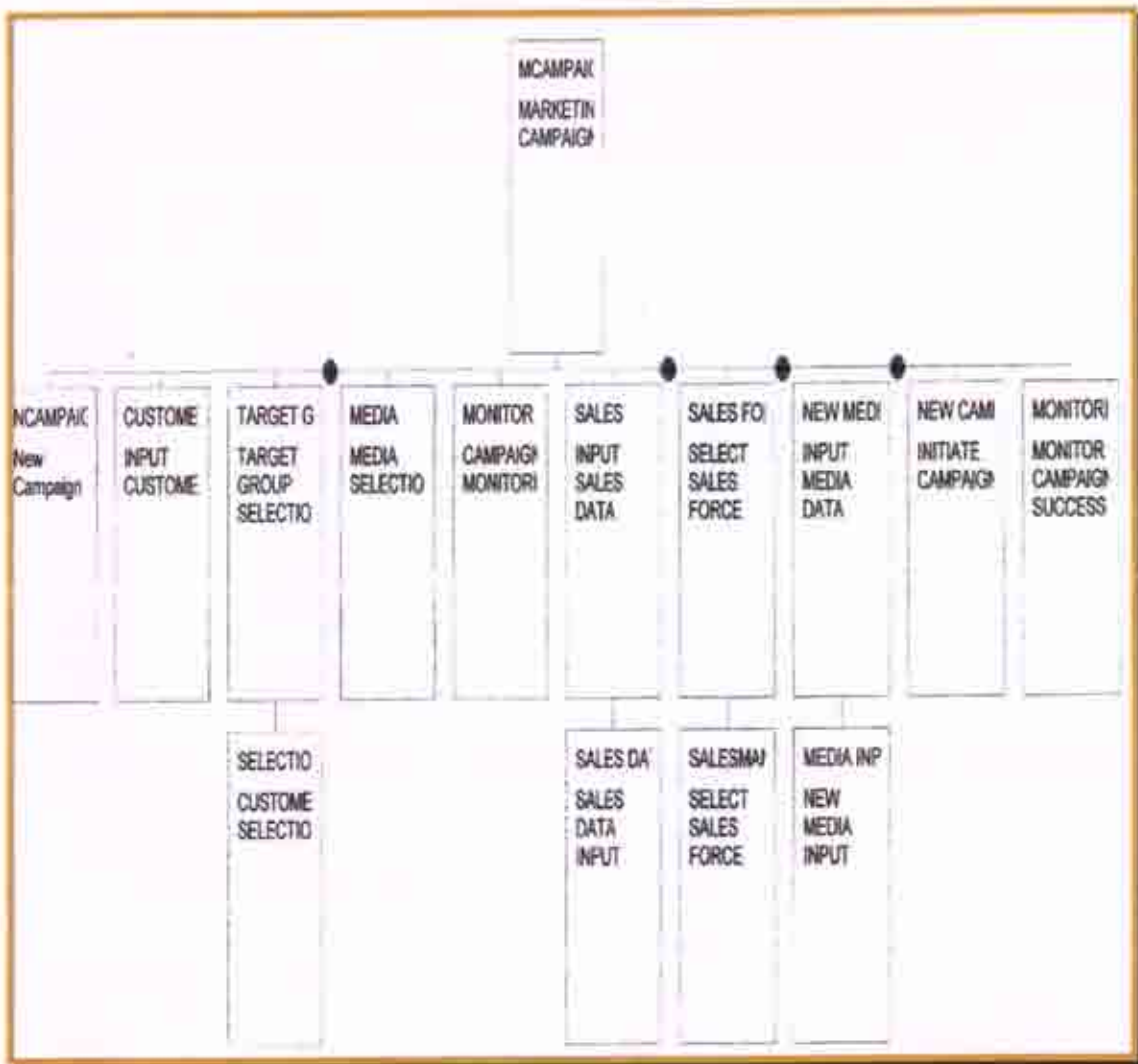 MCAMPAI(
MARKETIN
CAMPAIGN
NCAMPAIC
New
Campaign
CUSTOME
INPUT
CUSTOME
TARGET G
TARGET
GROUP
SELECTIO
MEDIA
MEDIA
SELECTIO
MONITOR
CAMPAIGN
MONITORI
SALES
INPUT
SALES
DATA
SALES FO
SELECT
SALES
FORCE
NEW MEDI
INPUT
MEDIA
DATA
NEW CAM
INITIATE
CAMPAIGN
MONITORI
MONITOR
CAMPAIGN
SUCCESS
SELECTIO
CUSTOME
SELECTIO
SALES DA
SALES
DATA
INPUT
SALESMAN
SELECT
SALES
FORCE
MEDIA INP
NEW
MEDIA
INPUT